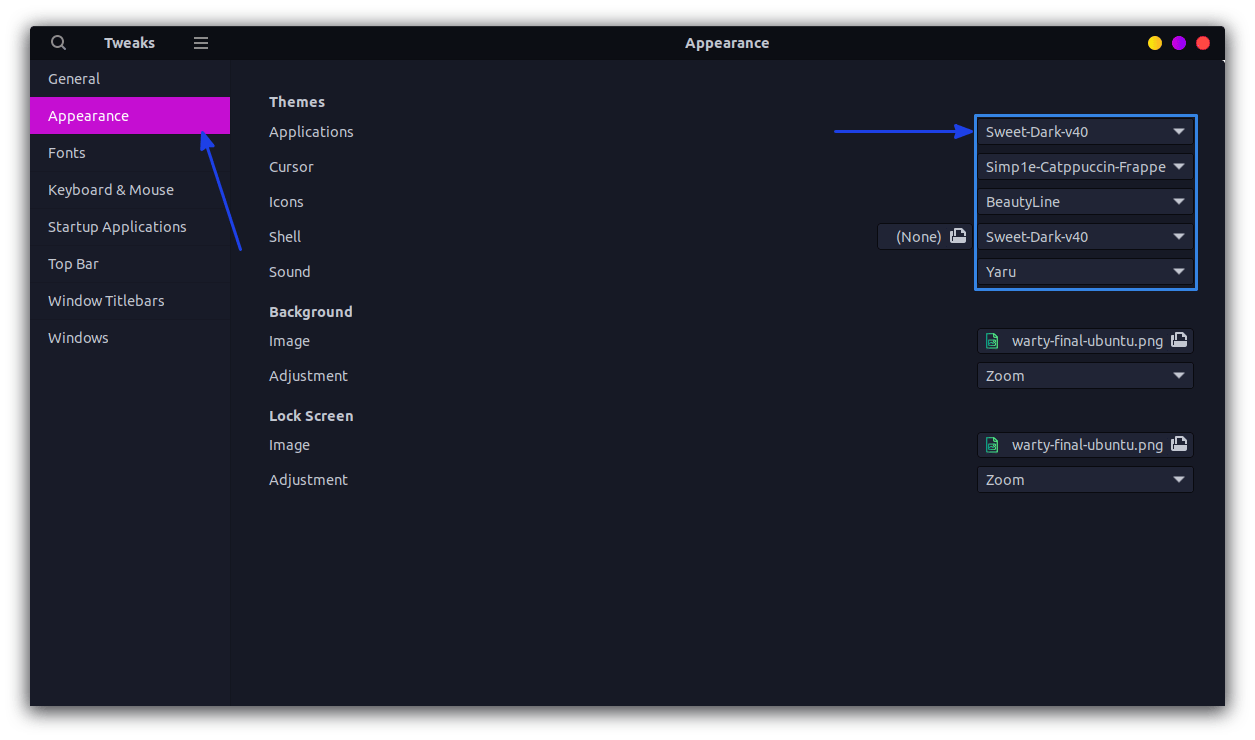 Tweaks
Appearance
General
Appearance
Fonts
Keyboard & Mouse
Startup Applications
Top Bar
Window Titlebars
Windows
Themes
Applications Sweet-Dark-v40
Cursor Simp1e-Catppuccin-Frappe
Icons BeautyLine
Shell (None) Sweet-Dark-v40
Sound Yaru
Background
Image warty-final-ubuntu.png
Adjustment Zoom
Lock Screen
Image warty-final-ubuntu.png
Adjustment Zoom